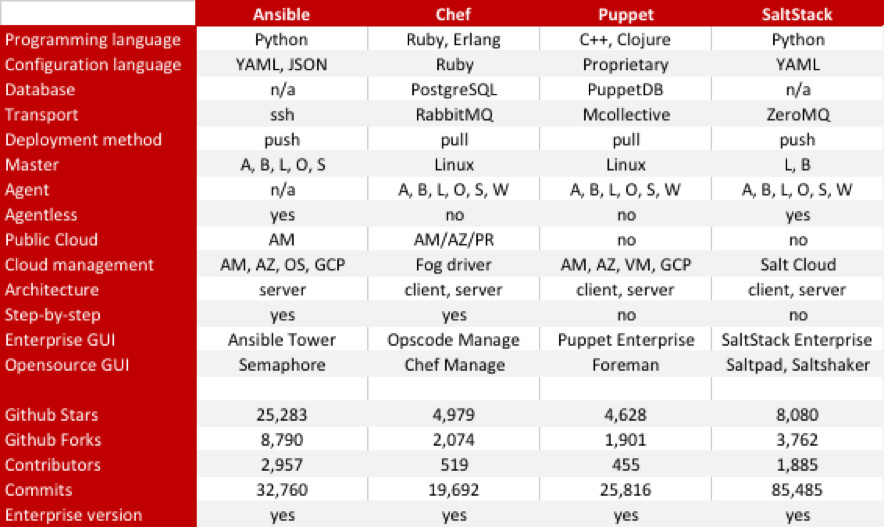 Ansible Chef Puppet SaltStack
Programming language Python Ruby, Erlang C++, Clojure Python
Configuration language YAML, JSON Ruby Proprietary YAML
Database n/a PostgreSQL PuppetDB n/a
Transport ssh RabbitMQ Mcollective ZeroMQ
Deployment method push pull pull push
Master A, B, L, O, S Linux Linux L, B
Agent n/a A, B, L, O, S, W A, B, L, O, S, W A, B, L, O, S, W
Agentless yes no no yes
Public Cloud AM AM/AZ/PR no no
Cloud management AM, AZ, OS, GCP Fog driver AM, AZ, VM, GCP Salt Cloud
Architecture server client, server client, server client, server
Step-by-step yes yes no no
Enterprise GUI Ansible Tower Opscode Manage Puppet Enterprise SaltStack Enterprise
Opensource GUI Semaphore Chef Manage Foreman Saltpad, Saltshaker
Github Stars 25,283 4,979 4,628 8,080
Github Forks 8,790 2,074 1,901 3,762
Contributors 2,957 519 455 1,885
Commits 32,760 19,692 25,816 85,485
Enterprise version yes yes yes yes